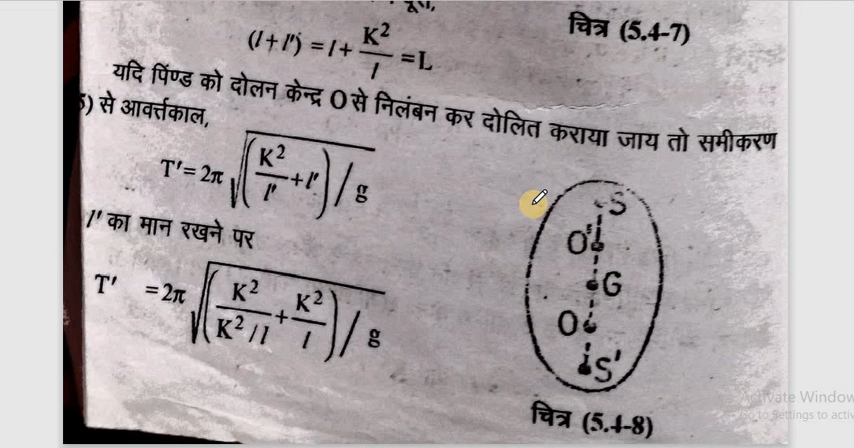 चित्र (5.4-7)
(l + l') = l + K²/l = L
यदि पिण्ड को दोलन केन्द्र O से निलंबन कर दोलित कराया जाय तो समीकरण
5) से आवर्त्तकाल,
T' = 2π √(K²/l' + l')/g
l' का मान रखने पर
T' = 2π √(K²/K²/l + K²/l)/g
S
O'
G
O
S'
चित्र (5.4-8)
Activate Window
Go to Settings to activ